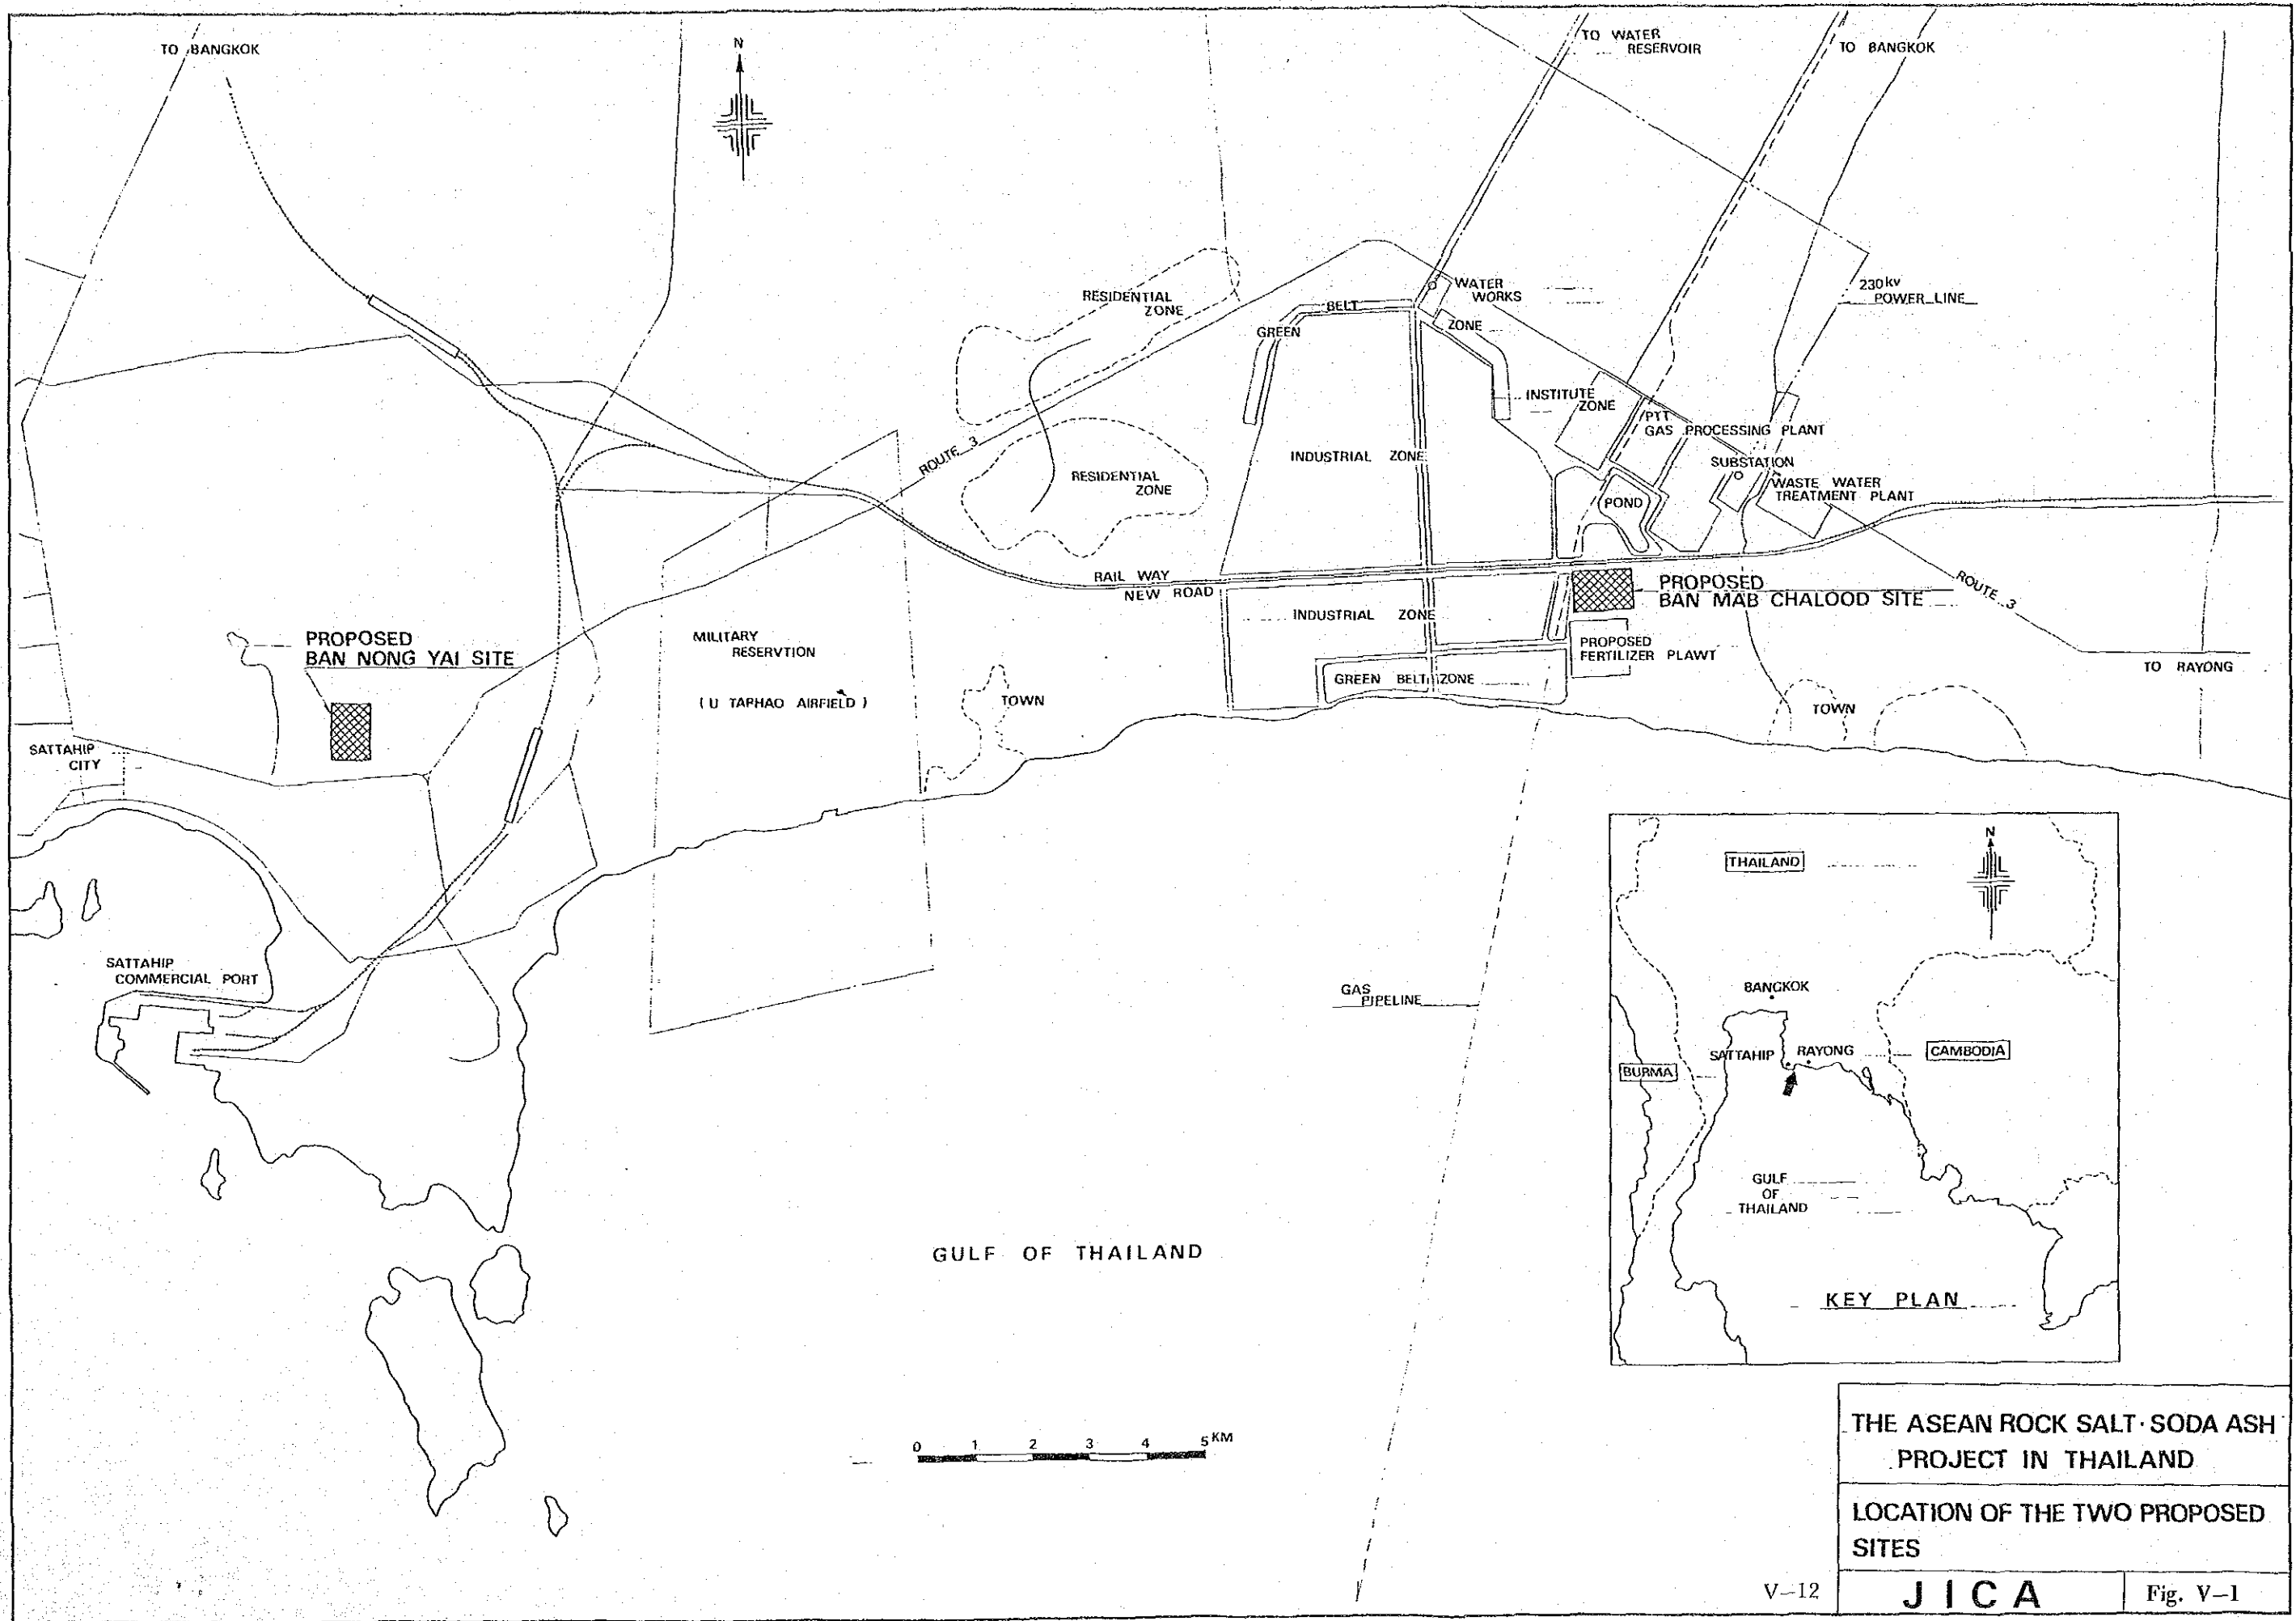 TO BANGKOK
N
TO WATER
RESERVOIR
TO BANGKOK
230kv
POWER LINE
WATER
WORKS
RESIDENTIAL
ZONE
GREEN
BELT
ZONE
INSTITUTE
ZONE
PTT
GAS PROCESSING PLANT
ROUTE 3
RESIDENTIAL
ZONE
INDUSTRIAL ZONE
SUBSTATION
WASTE WATER
TREATMENT PLANT
POND
RAIL WAY
NEW ROAD
PROPOSED
BAN MAB CHALOOD SITE
ROUTE 3
INDUSTRIAL ZONE
PROPOSED
BAN NONG YAI SITE
MILITARY
RESERVTION
PROPOSED
FERTILIZER PLAWT
TO RAYONG
GREEN BELT ZONE
( U TAPHAO AIRFIELD )
TOWN
TOWN
SATTAHIP
CITY
SATTAHIP
COMMERCIAL PORT
GAS
PIPELINE
GULF OF THAILAND
0 1 2 3 4 5 KM
N
THAILAND
BANGKOK
SATTAHIP
RAYONG
CAMBODIA
BURMA
GULF
OF
THAILAND
KEY PLAN
THE ASEAN ROCK SALT·SODA ASH
PROJECT IN THAILAND
LOCATION OF THE TWO PROPOSED
SITES
V-12
JICA
Fig. V-1